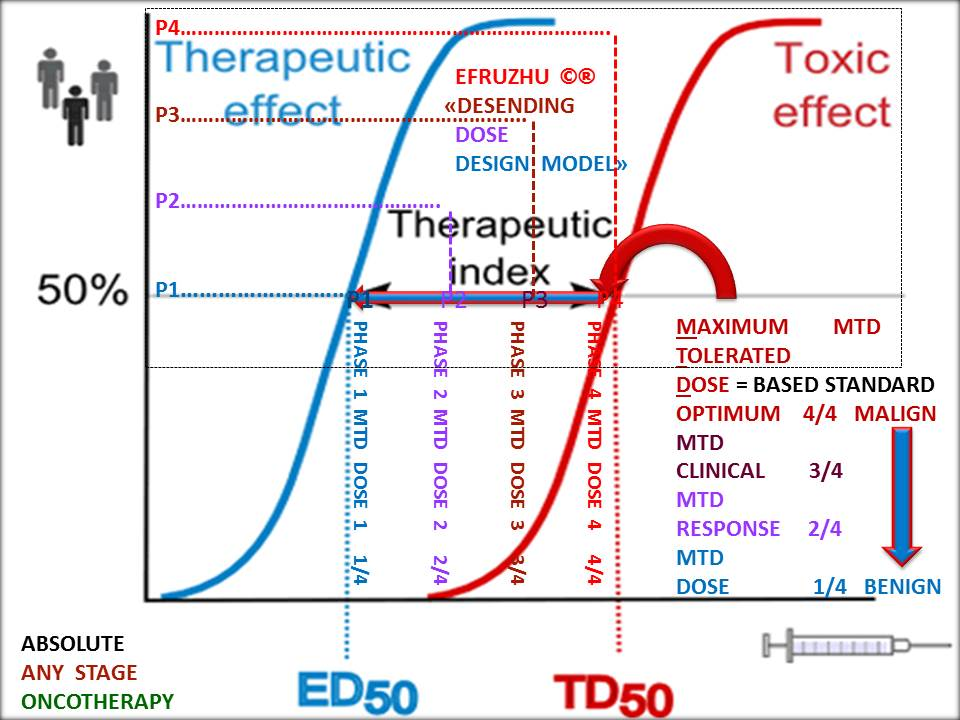 P4..................................................................
Therapeutic
effect
Toxic
effect
EFRUZHU ©®
«DESENDING
DOSE
DESIGN MODEL»
P3..................................................................
P2..............................................
Therapeutic
index
50%
P1..............................
P1 P2 P3 P4
PHASE 1 MTD DOSE 1 1/4
PHASE 2 MTD DOSE 2 2/4
PHASE 3 MTD DOSE 3 3/4
PHASE 4 MTD DOSE 4 4/4
MAXIMUM MTD
TOLERATED
DOSE = BASED STANDARD
OPTIMUM 4/4 MALIGN
MTD
CLINICAL 3/4
MTD
RESPONSE 2/4
MTD
DOSE 1/4 BENIGN
ABSOLUTE
ANY STAGE
ONCOTHERAPY
ED50
TD50